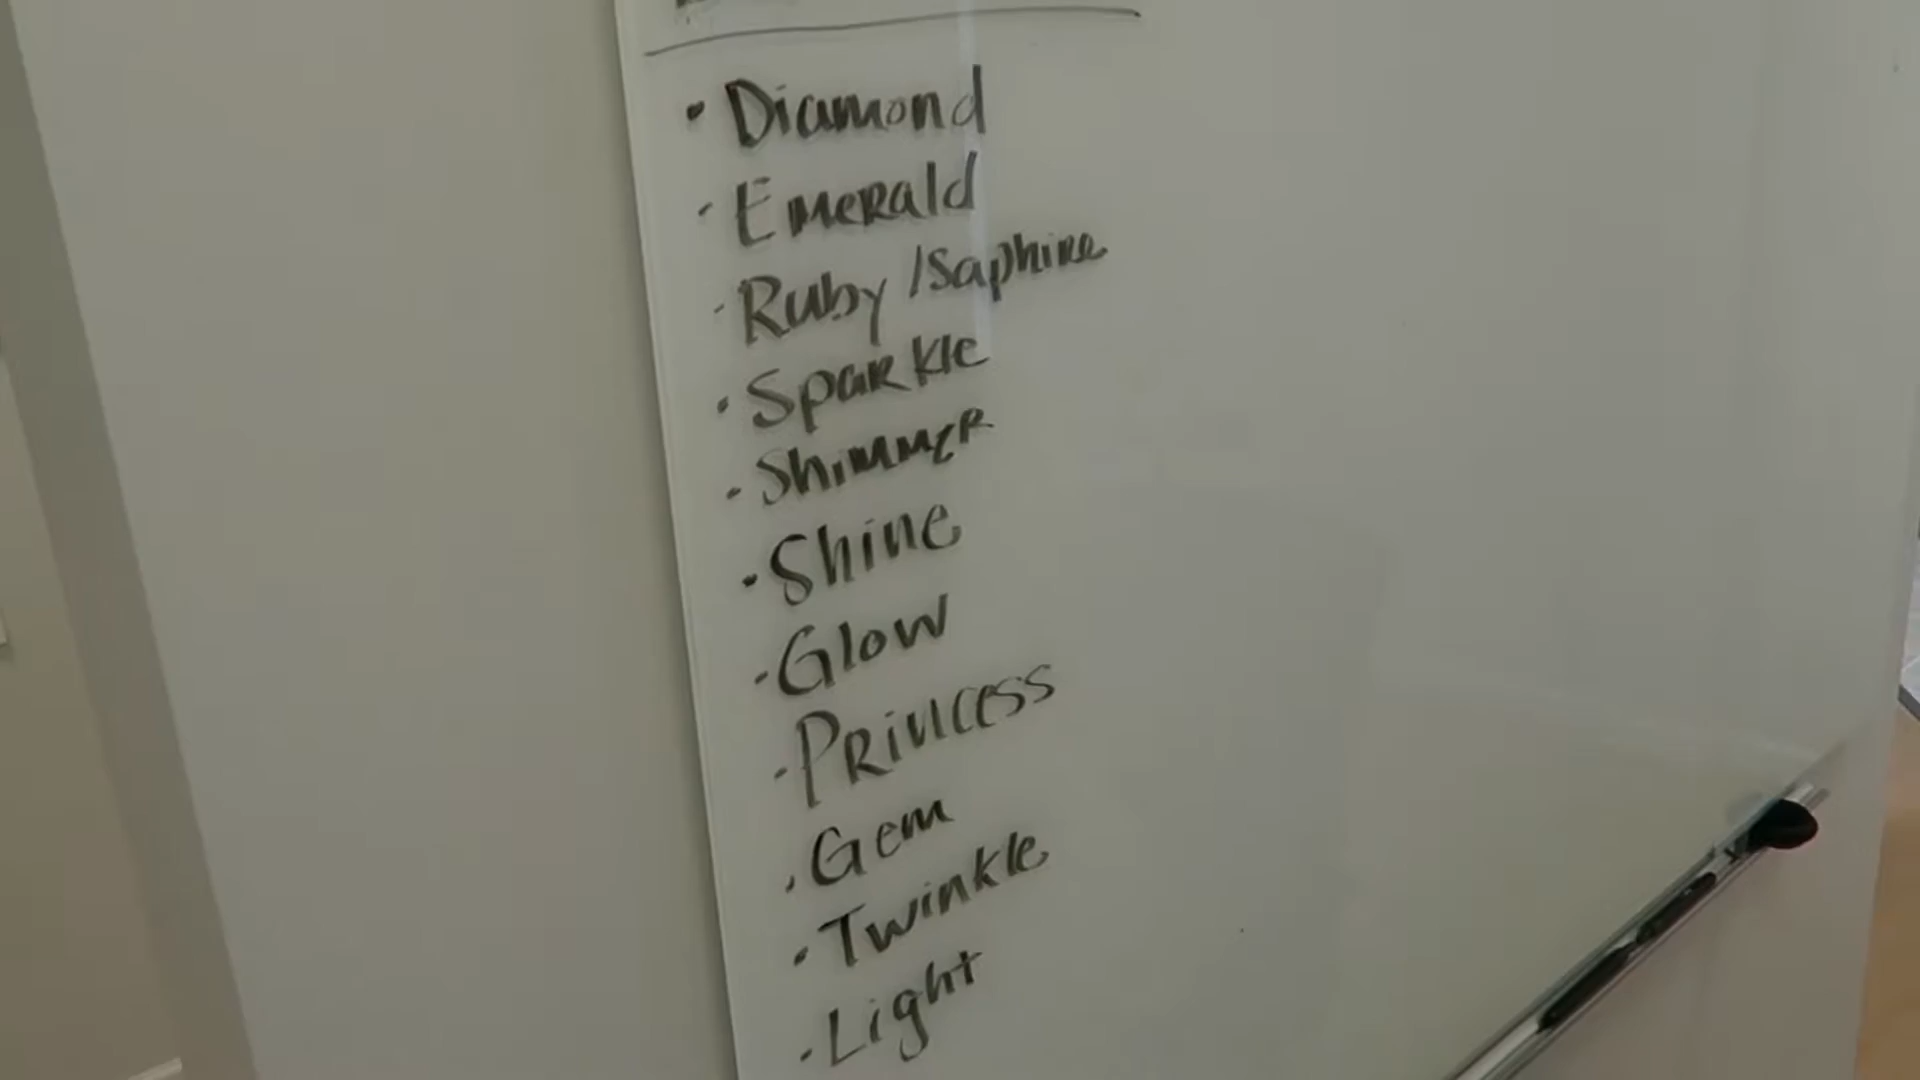 • Diamond
• Emerald
• Ruby / Saphire
• Sparkle
• Shimmer
• Shine
• Glow
• Princess
• Gem
• Twinkle
• Light